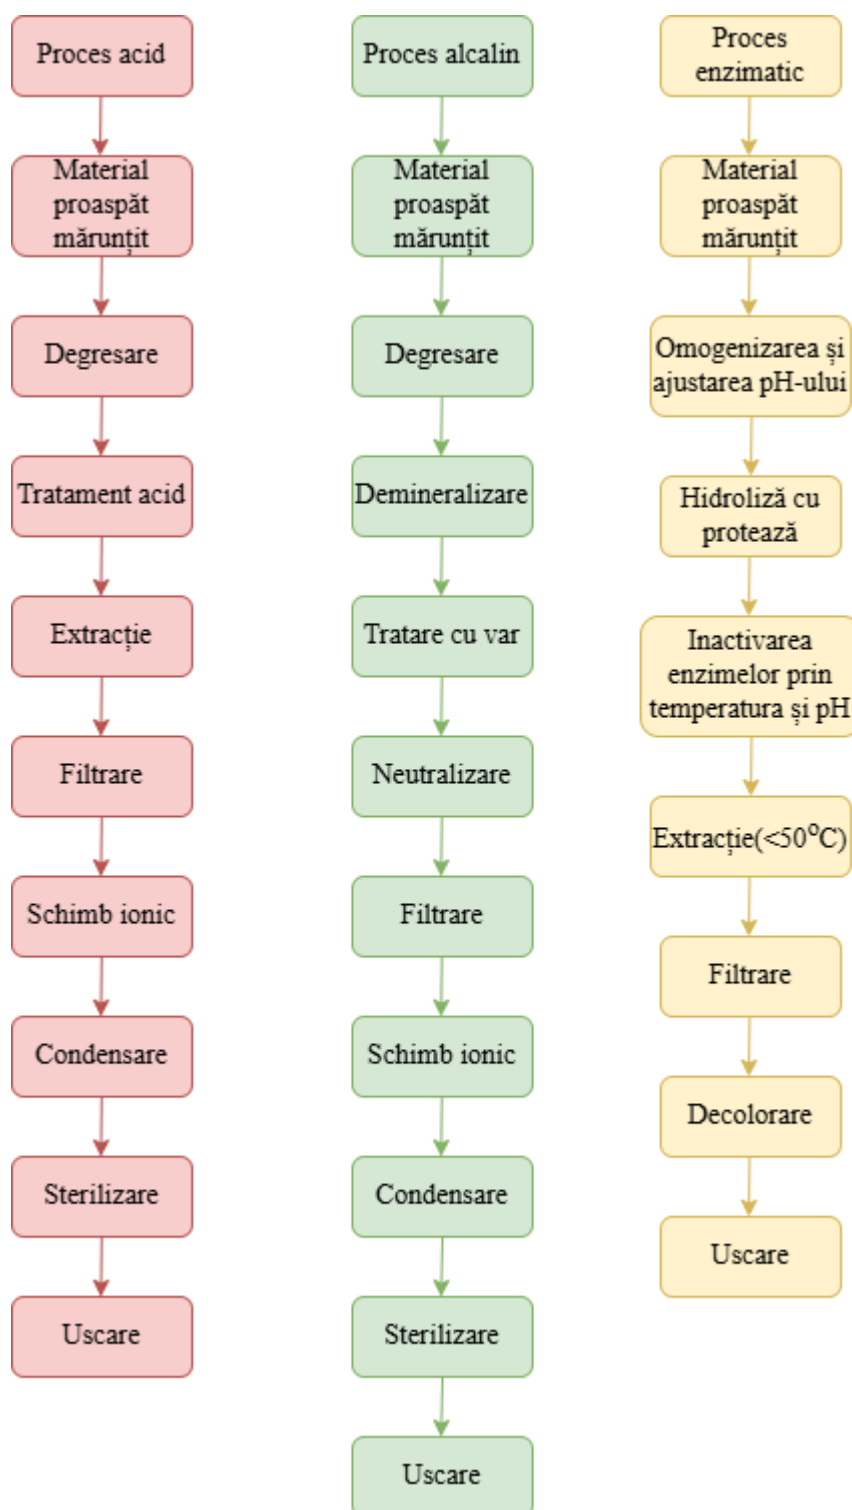 Proces acid
Material
proaspăt
mărunțit
Degresare
Tratament acid
Extracție
Filtrare
Schimb ionic
Condensare
Sterilizare
Uscare
Proces alcalin
Material
proaspăt
mărunțit
Degresare
Demineralizare
Tratare cu var
Neutralizare
Filtrare
Schimb ionic
Condensare
Sterilizare
Uscare
Proces
enzimatic
Material
proaspăt
mărunțit
Omogenizarea și
ajustarea pH-ului
Hidroliză cu
protează
Inactivarea
enzimelor prin
temperatura și pH
Extracție(<50°C)
Filtrare
Decolorare
Uscare